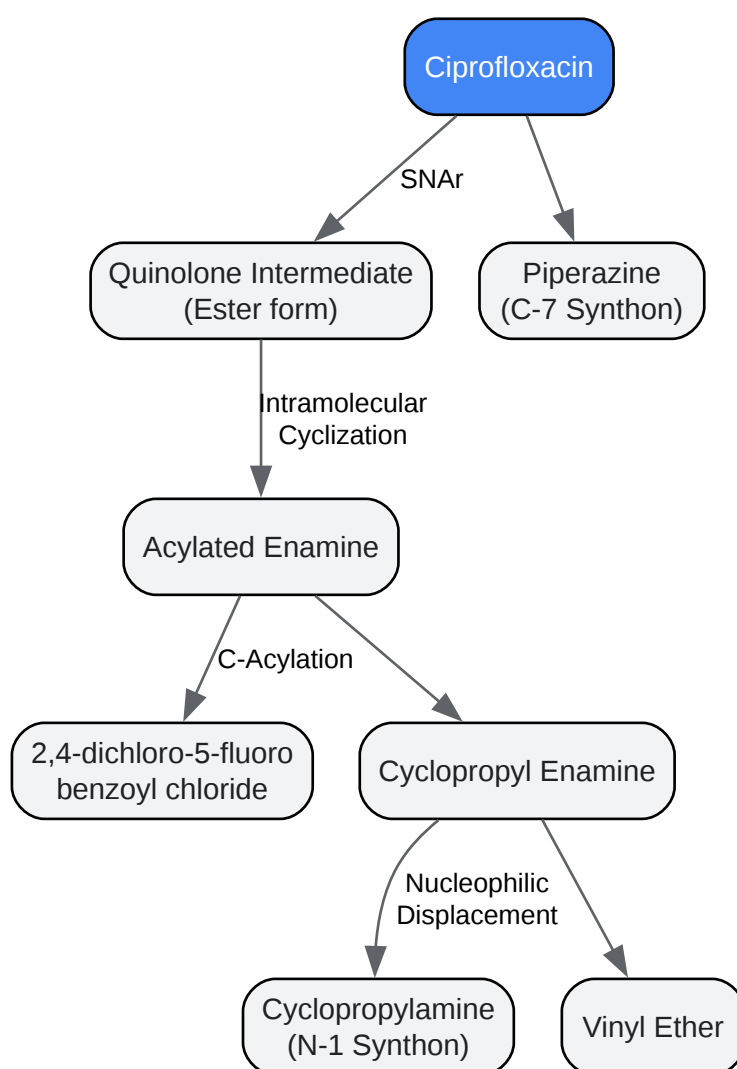 Ciprofloxacin
SNAr
Quinolone Intermediate
(Ester form)
Piperazine
(C-7 Synthon)
Intramolecular
Cyclization
Acylated Enamine
C-Acylation
2,4-dichloro-5-fluoro
benzoyl chloride
Cyclopropyl Enamine
Nucleophilic
Displacement
Cyclopropylamine
(N-1 Synthon)
Vinyl Ether